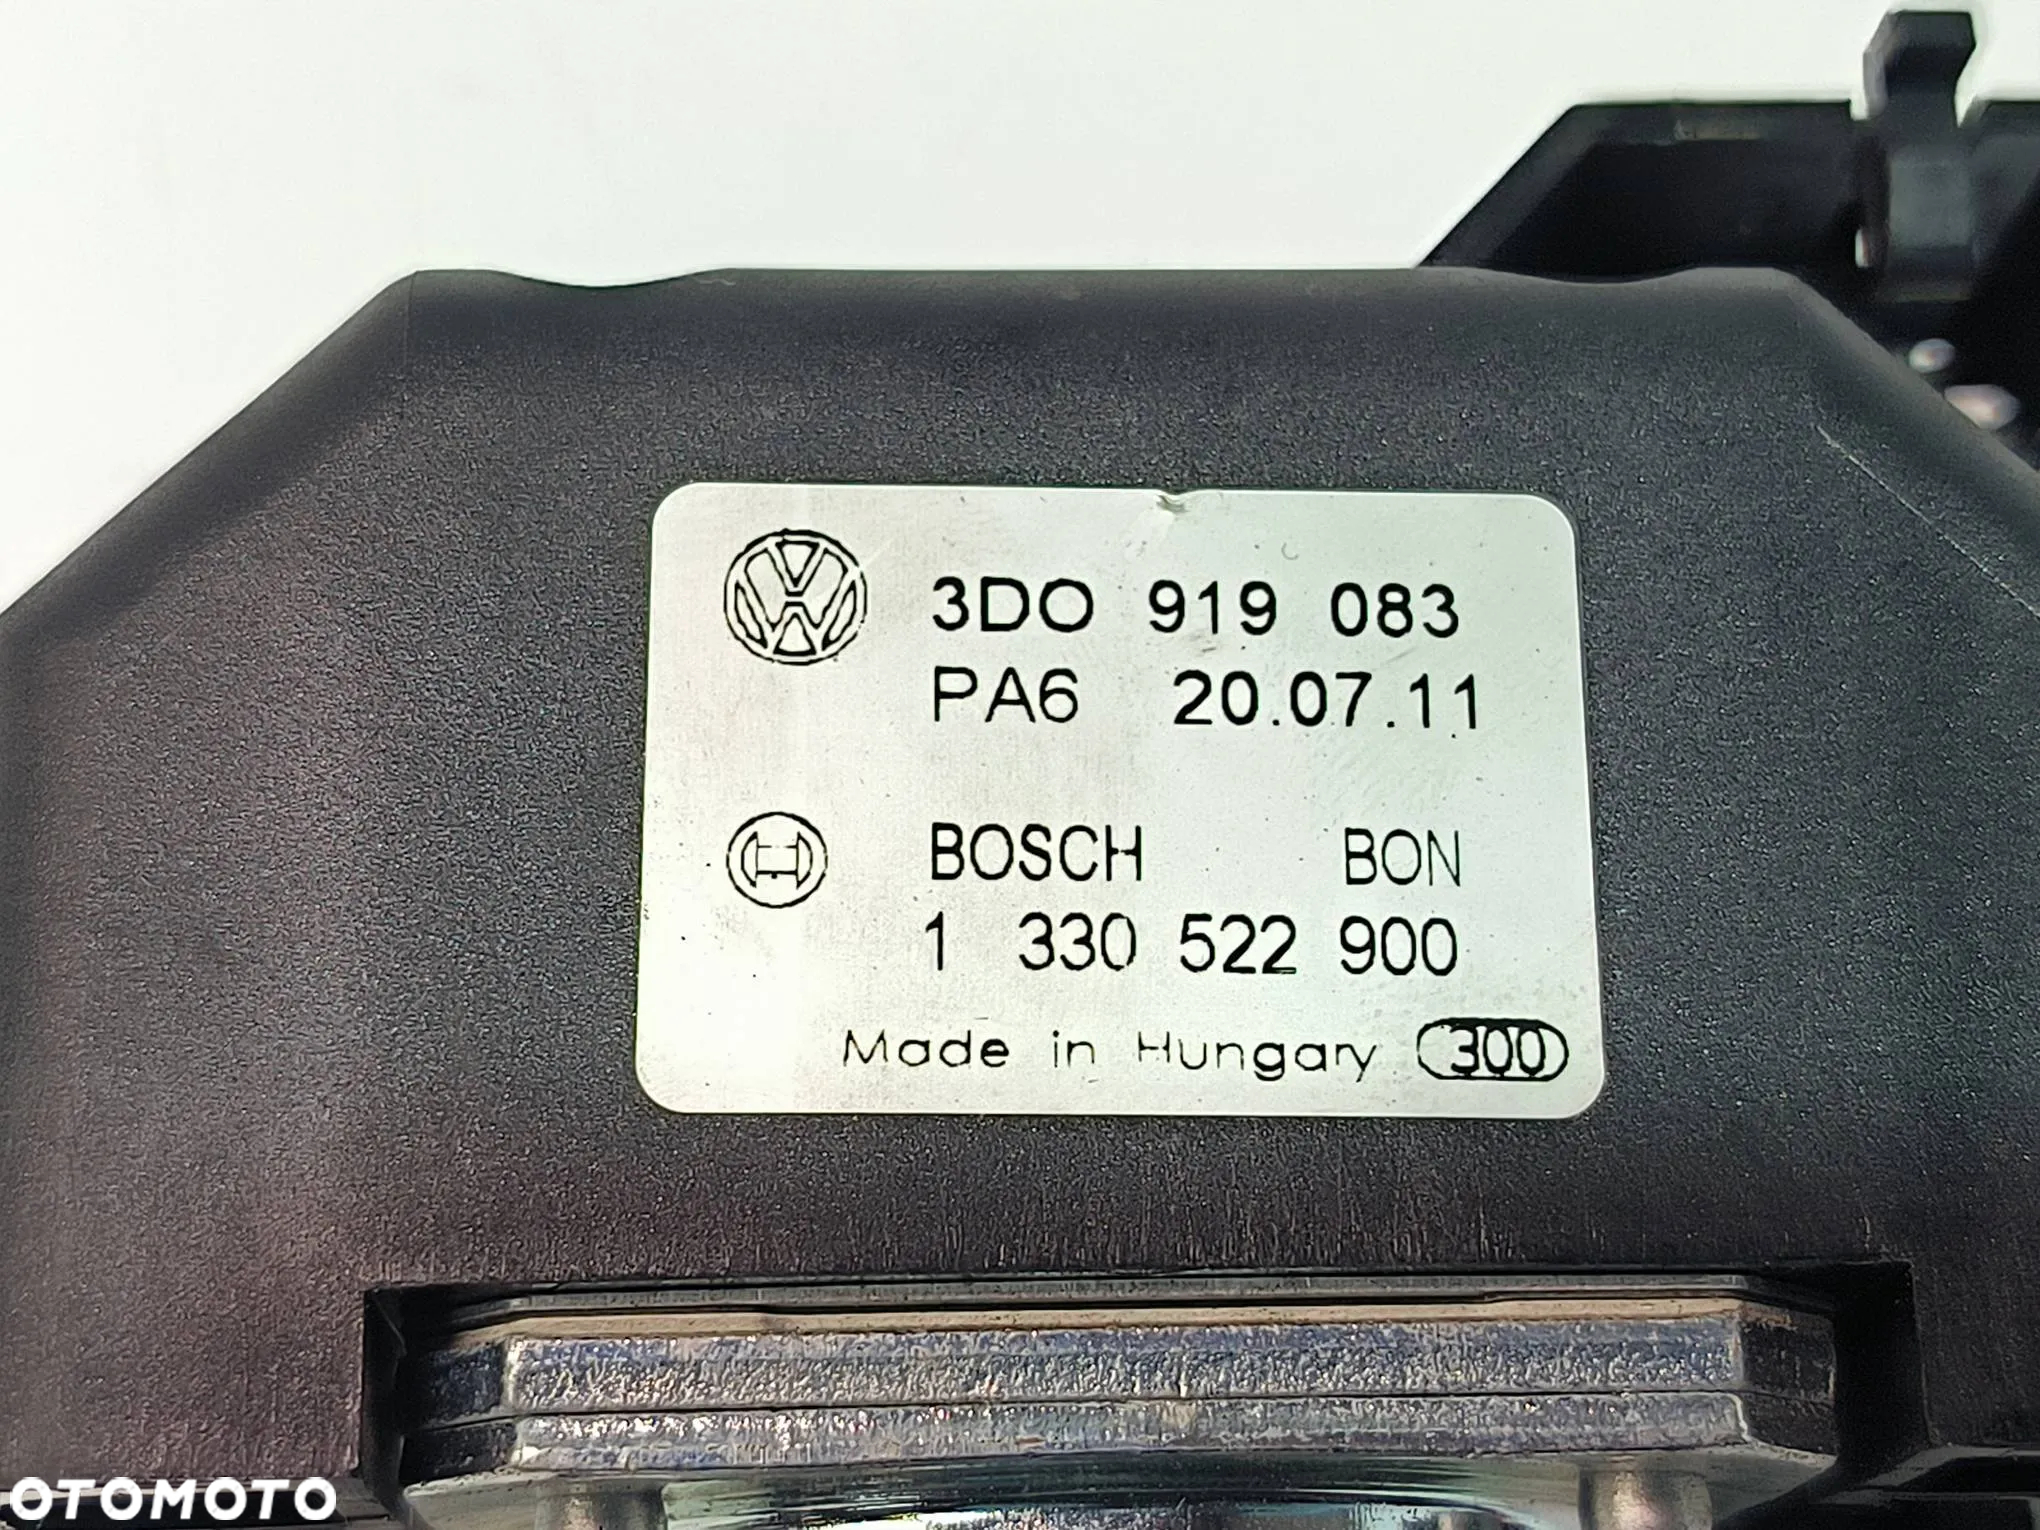 3DO 919 083
PA6 20.07.11
BOSCH BON
1 330 522 900
Made in Hungary 300
OTOMOTO